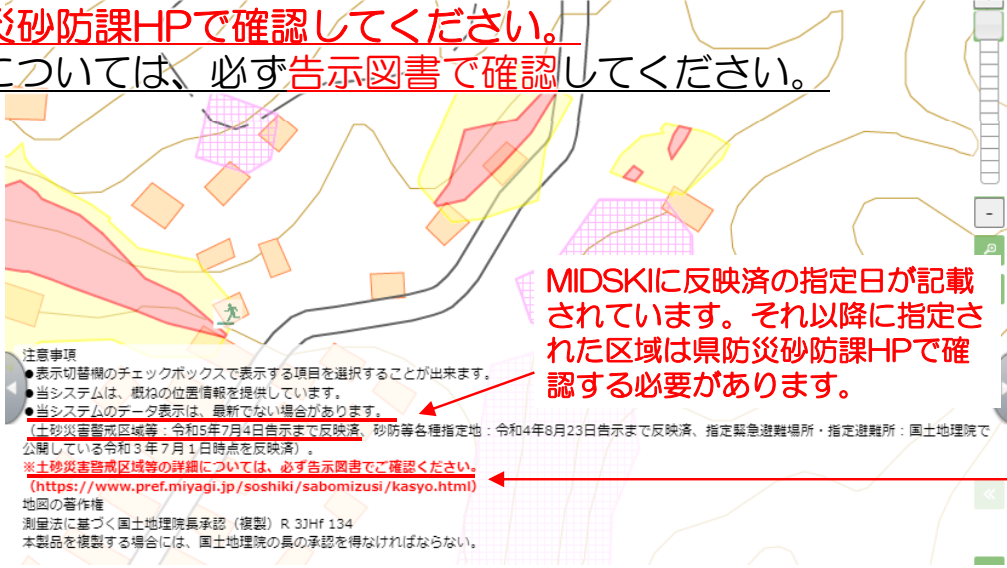 災砂防課HPで確認してください。
については、必ず告示図書で確認してください。
MIDSKIに反映済の指定日が記載
されています。それ以降に指定さ
れた区域は県防災砂防課HPで確
認する必要があります。
注意事項
●表示切替欄のチェックボックスで表示する項目を選択することが出来ます。
●当システムは、概ねの位置情報を提供しています。
●当システムのデータ表示は、最新でない場合があります。
（土砂災害警戒区域等：令和5年7月4日告示まで反映済、砂防等各種指定地：令和4年8月23日告示まで反映済、指定緊急避難場所・指定避難所：国土地理院で
公開している令和３年７月１日時点を反映済）。
※土砂災害警戒区域等の詳細については、必ず告示図書でご確認ください。
（https://www.pref.miyagi.jp/soshiki/sabomizusi/kasyo.html）
地図の著作権
測量法に基づく国土地理院長承認（複製）R 3JHf 134
本製品を複製する場合には、国土地理院の長の承認を得なければならない。